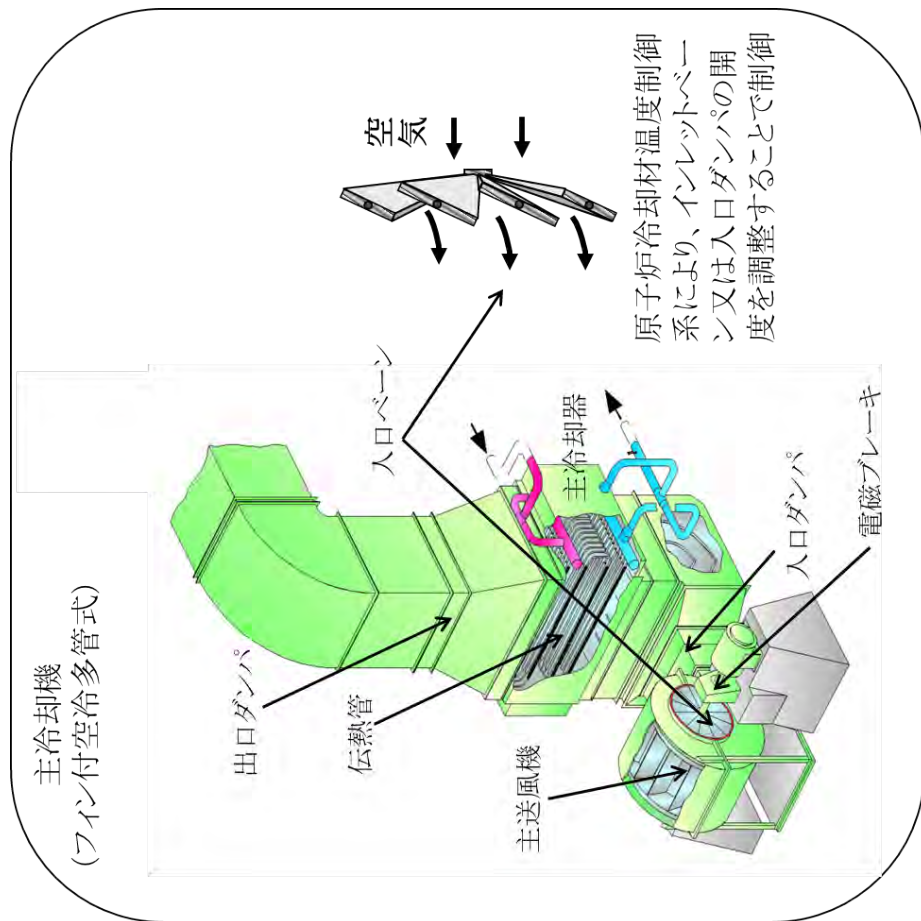 主冷却機
(フィン付空冷多管式)
出口ダンパ
伝熱管
主送風機
入口ベーン
主冷却器
入口ダンパ
電磁ブレーキ
空気
原子炉冷却材温度制御
系により、インレットベー
ン又は入口ダンパの開
度を調整することで制御